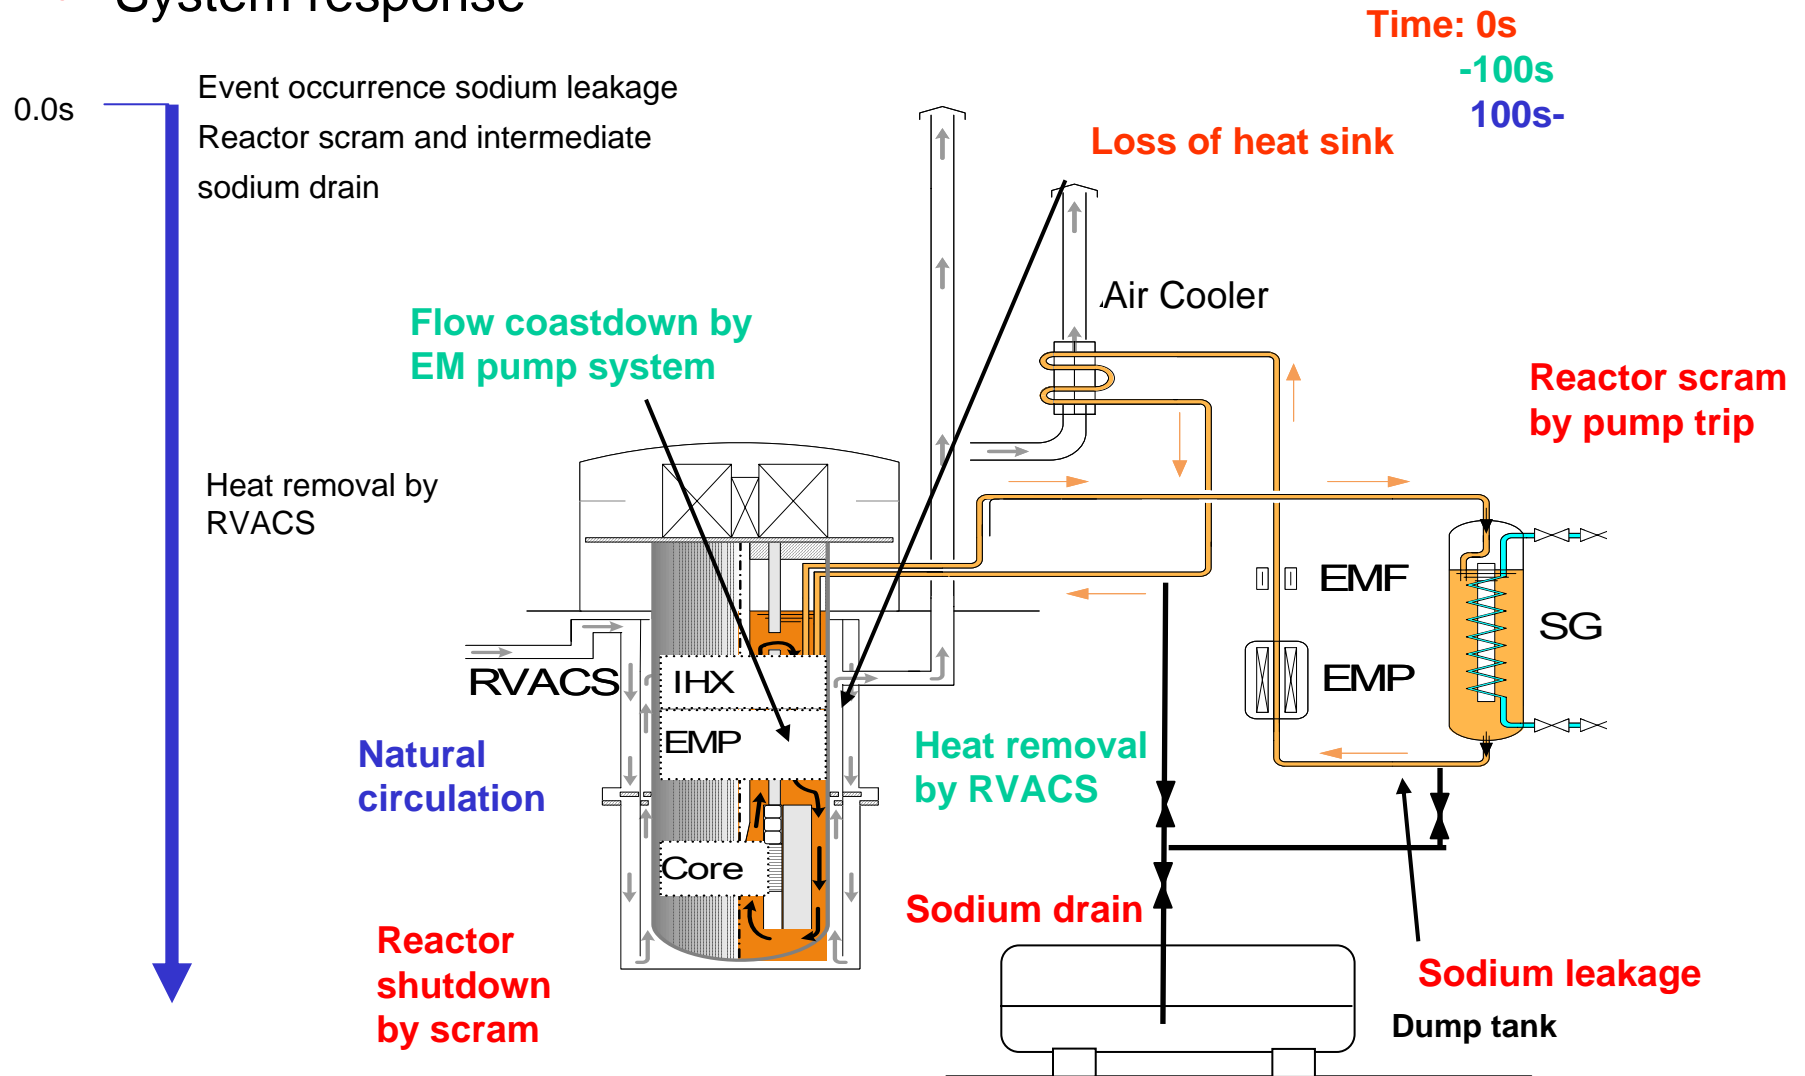 System response
Time: 0s
-100s
100s-
0.0s
Event occurrence sodium leakage
Reactor scram and intermediate
sodium drain
Loss of heat sink
Air Cooler
Flow coastdown by
EM pump system
Reactor scram
by pump trip
Heat removal by
RVACS
EMF
SG
RVACS
IHX
EMP
EMP
Natural
circulation
Heat removal
by RVACS
Core
Sodium drain
Reactor
shutdown
by scram
Sodium leakage
Dump tank